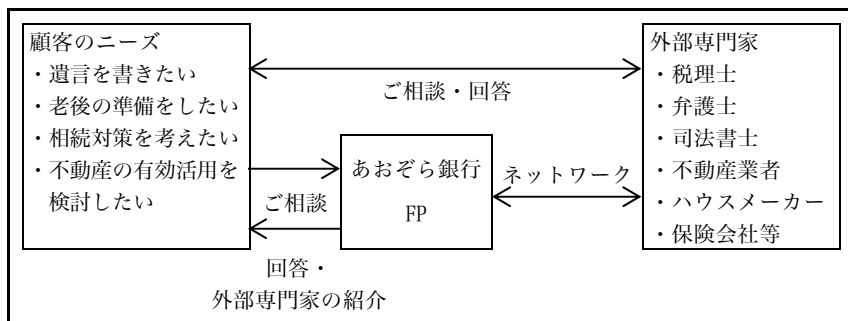 顧客のニーズ
・遺言を書きたい
・老後の準備をしたい
・相続対策を考えたい
・不動産の有効活用を
検討したい
ご相談・回答
外部専門家
・税理士
・弁護士
・司法書士
・不動産業者
・ハウスメーカー
・保険会社等
あおぞら銀行
FP
ネットワーク
ご相談
回答・
外部専門家の紹介